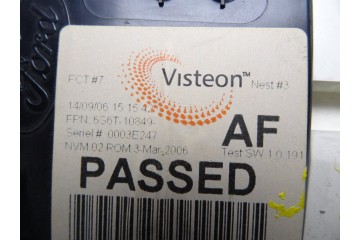 Ford
FCT #7 Visteon™ Nest #3
14/09/06 15:15:4
FPN: 6S6T-10849-
Serial # 0003E247 AF
NVM 02 ROM 3-Mar,2006 Test SW 1.0.191
PASSED